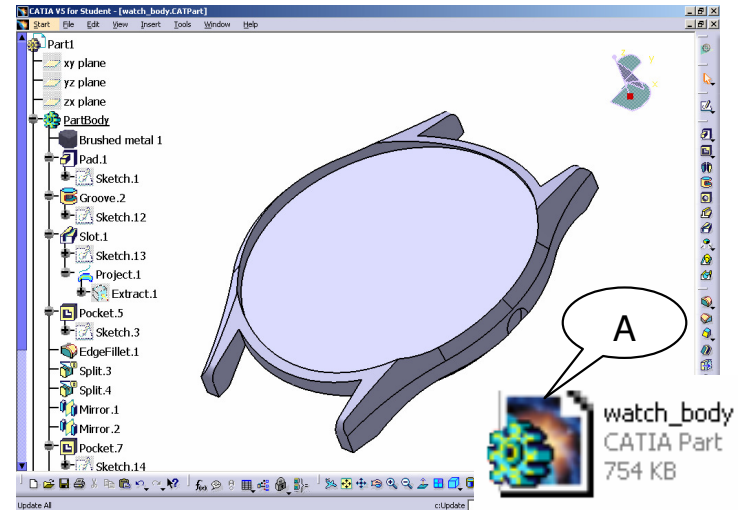 CATIA V5 for Student - [watch_body.CATPart]
Start File Edit View Insert Tools Window Help
Part1
xy plane
yz plane
zx plane
PartBody
Brushed metal 1
Pad.1
Sketch.1
Groove.2
Sketch.12
Slot.1
Sketch.13
Project.1
Extract.1
Pocket.5
Sketch.3
EdgeFillet.1
Split.3
Split.4
Mirror.1
Mirror.2
Pocket.7
Sketch.14
z
y
x
A
watch_body
CATIA Part
754 KB
Update All
c:Update